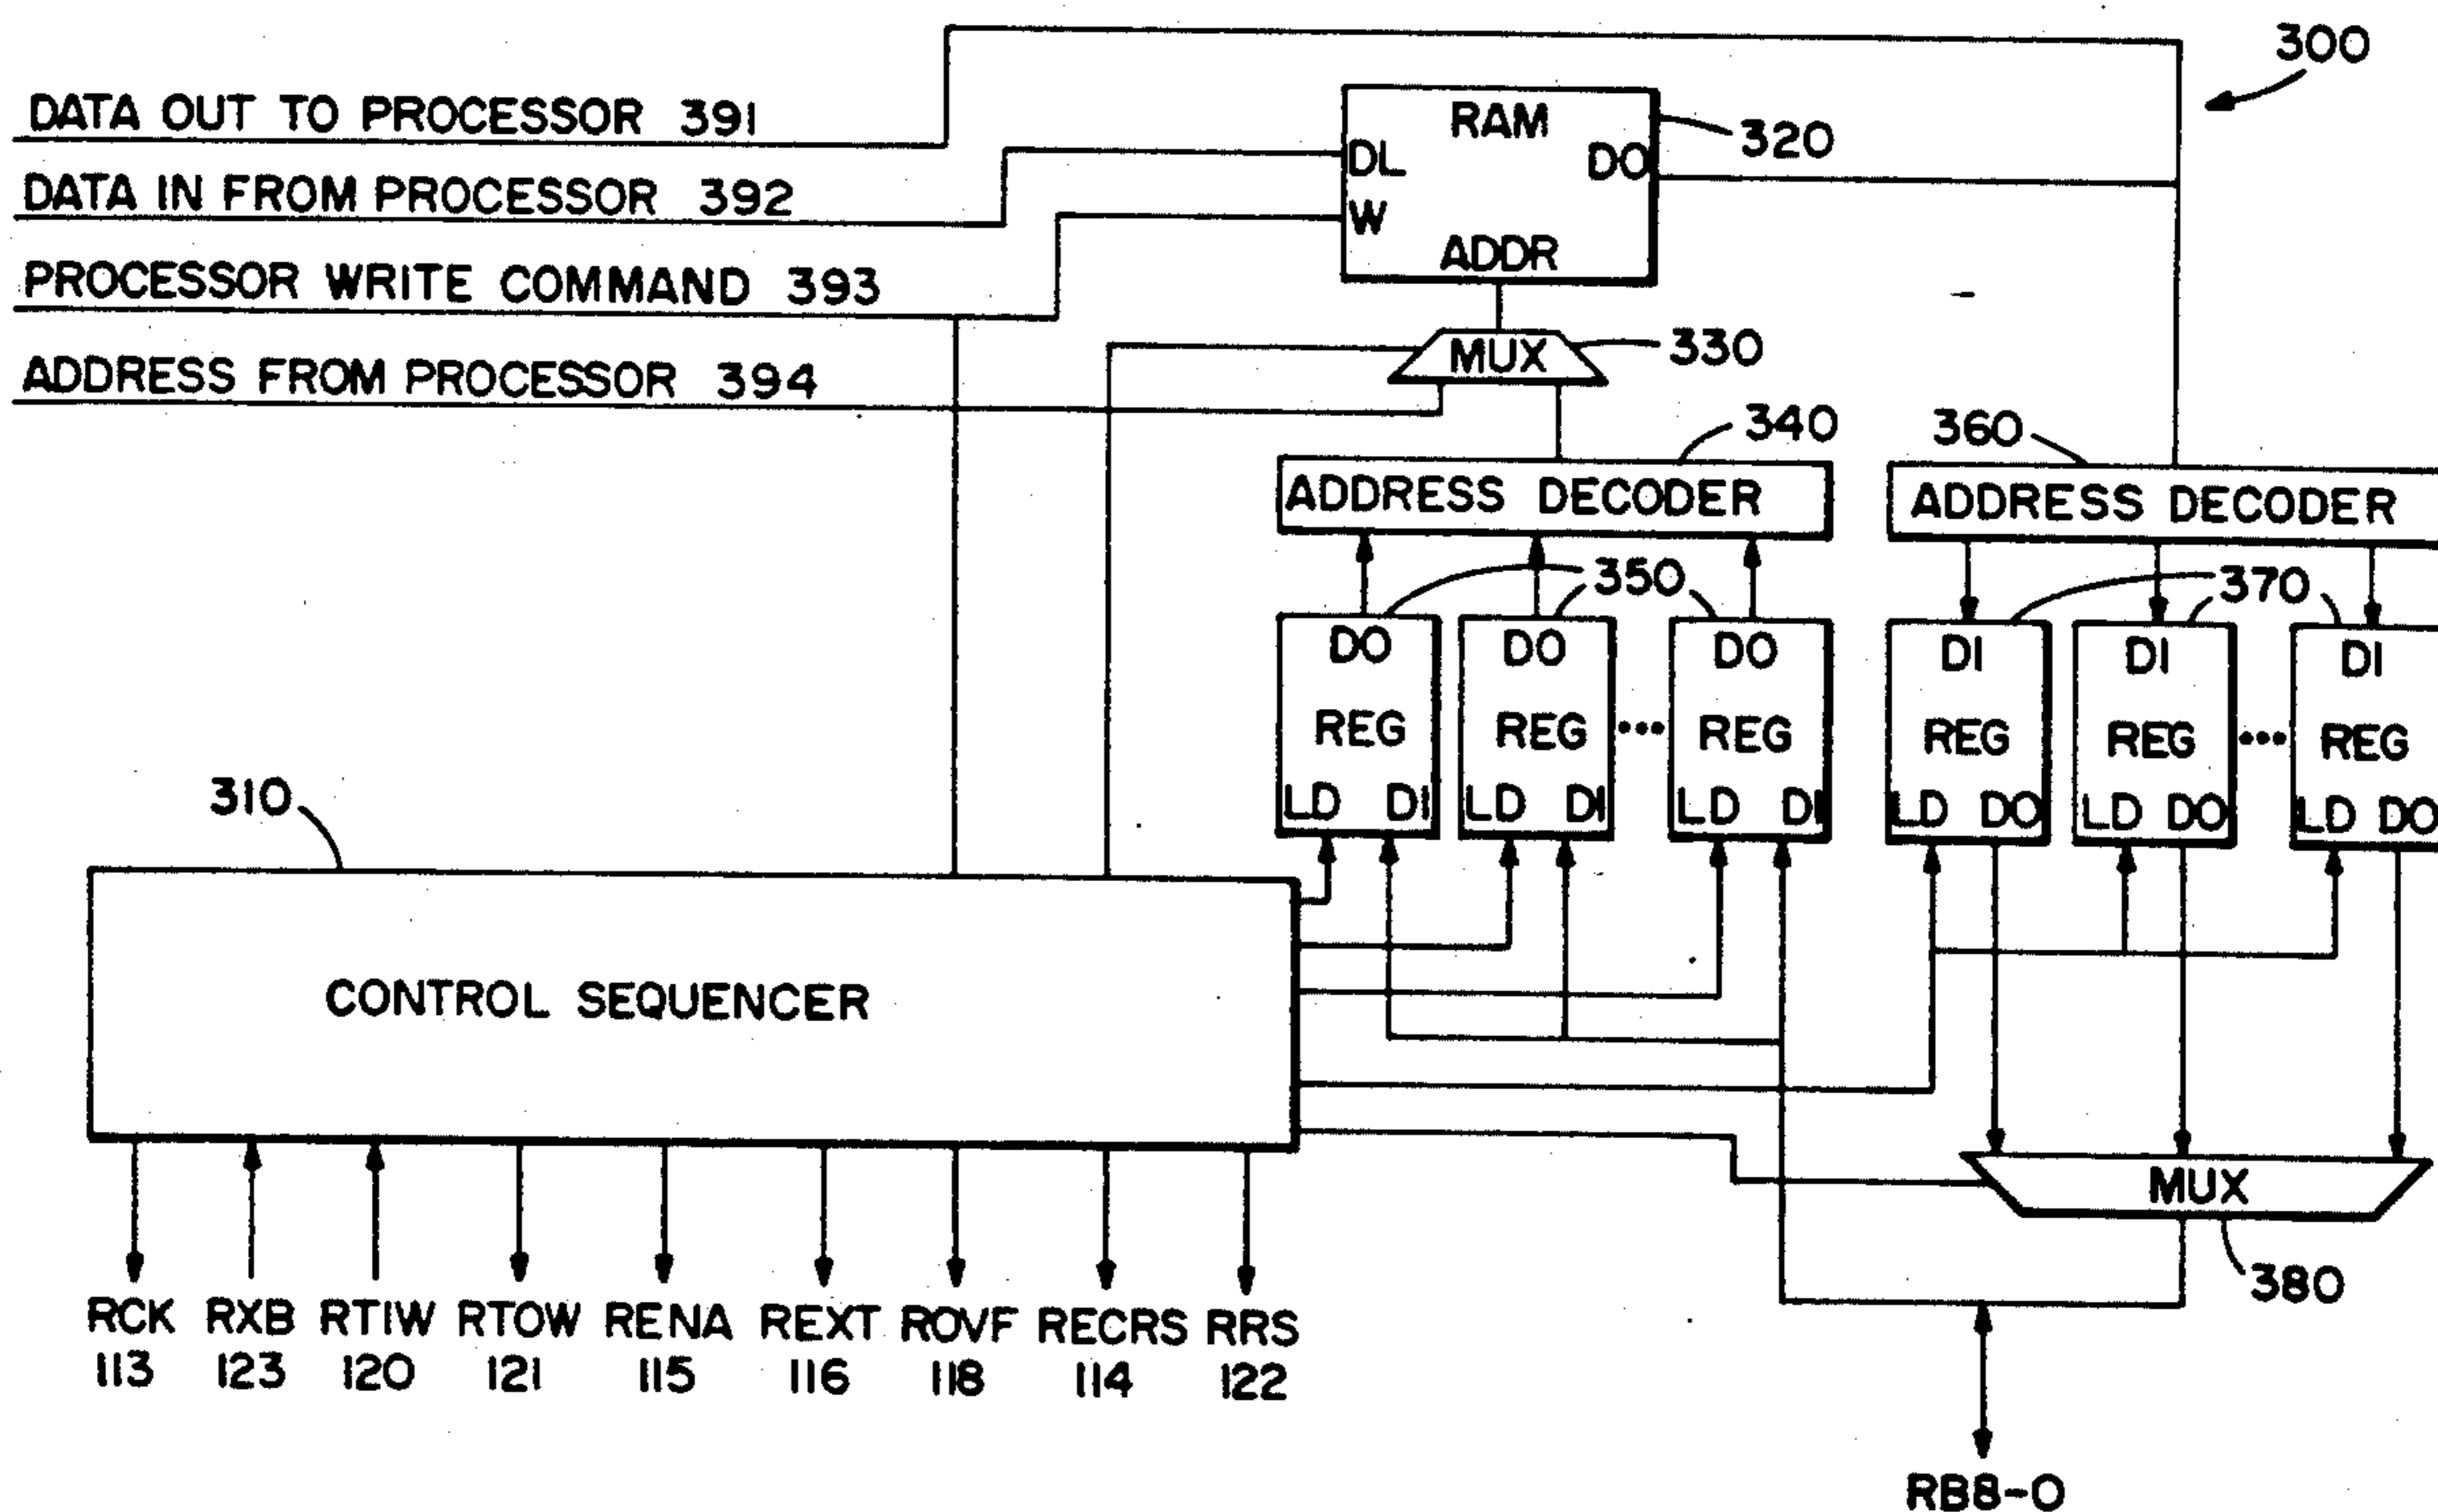 300
DATA OUT TO PROCESSOR 391
RAM
320
DL
DO
DATA IN FROM PROCESSOR 392
W
ADDR
PROCESSOR WRITE COMMAND 393
MUX
330
ADDRESS FROM PROCESSOR 394
340
360
ADDRESS DECODER
ADDRESS DECODER
350
370
DO DO DO DI DI DI
REG REG ••• REG REG REG ••• REG
LD DI LD DI LD DI LD DO LD DO LD DO
310
CONTROL SEQUENCER
MUX
380
RCK RXB RTIW RTOW RENA REXT ROVF RECRS RRS
113 123 120 121 115 116 118 114 122
RB8-0